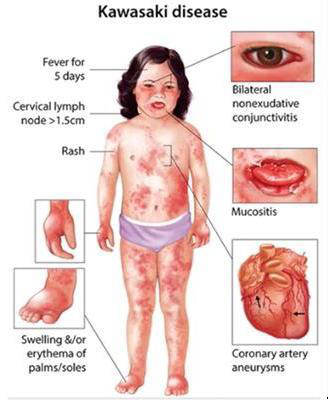 Kawasaki disease
Fever for
5 days
Cervical lymph
node >1.5cm
Rash
Swelling &/or
erythema of
palms/soles
Bilateral
nonexudative
conjunctivitis
Mucositis
Coronary artery
aneurysms